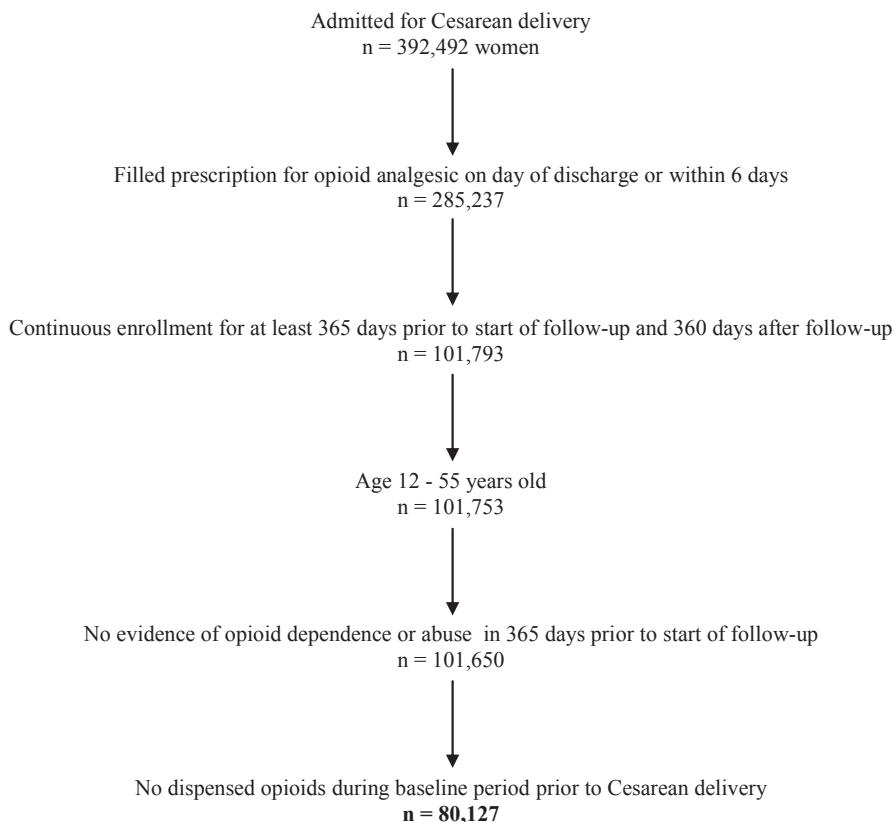 Admitted for Cesarean delivery
n = 392,492 women
Filled prescription for opioid analgesic on day of discharge or within 6 days
n = 285,237
Continuous enrollment for at least 365 days prior to start of follow-up and 360 days after follow-up
n = 101,793
Age 12 - 55 years old
n = 101,753
No evidence of opioid dependence or abuse in 365 days prior to start of follow-up
n = 101,650
No dispensed opioids during baseline period prior to Cesarean delivery
n = 80,127